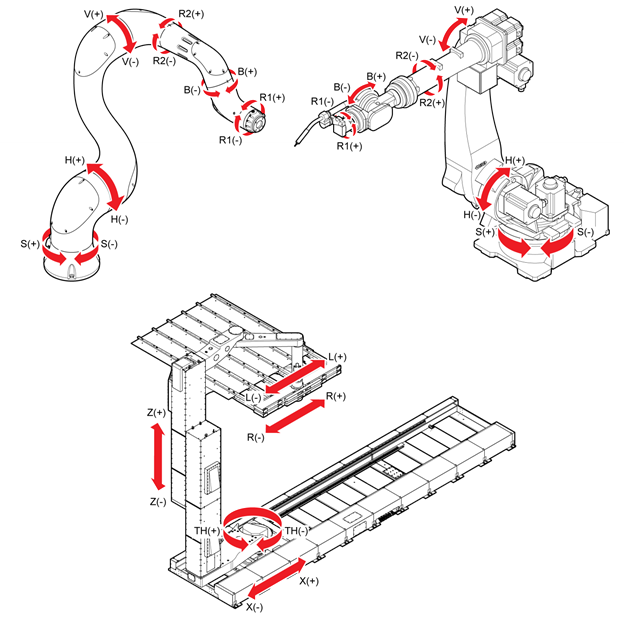 V(+)
V(-)
R2(+)
R2(-)
B(+)
B(-)
R1(+)
R1(-)
H(+)
H(-)
S(+)
S(-)
V(+)
V(-)
R2(-)
R2(+)
B(+)
B(-)
R1(-)
R1(+)
H(+)
H(-)
S(+)
S(-)
L(+)
L(-)
R(+)
R(-)
Z(+)
Z(-)
TH(+)
TH(-)
X(+)
X(-)